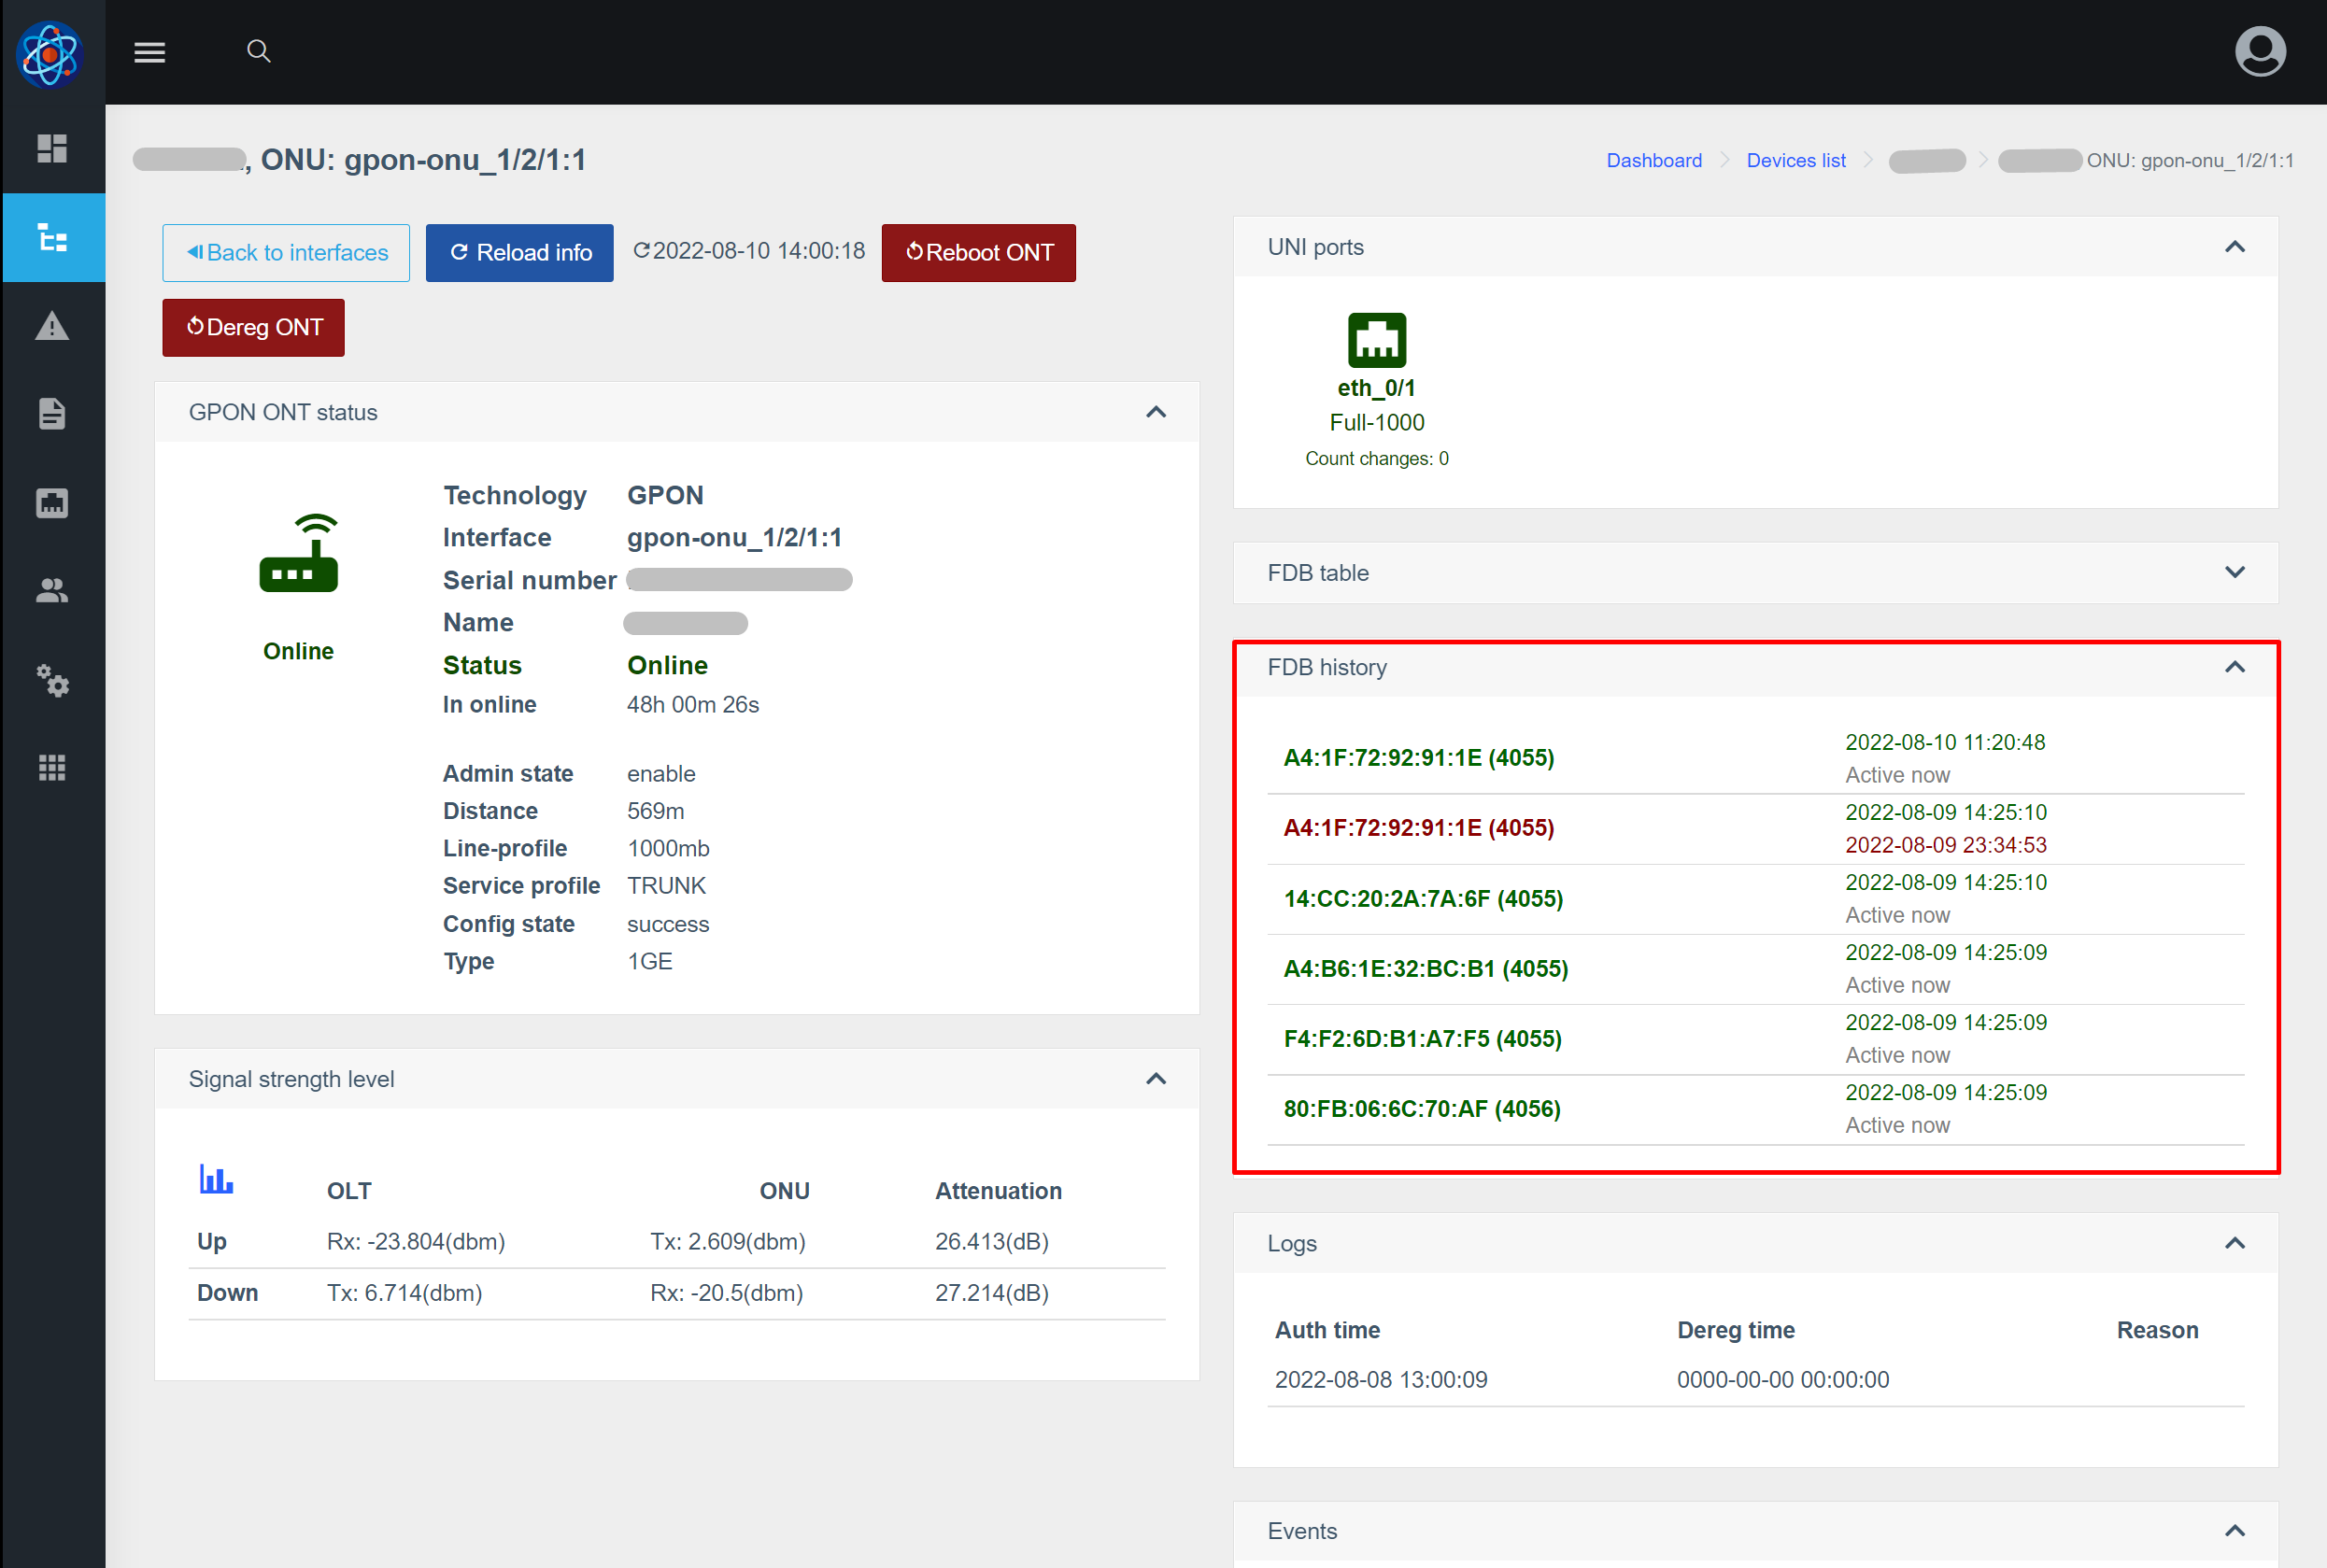 , ONU: gpon-onu_1/2/1:1
Dashboard
Devices list
ONU: gpon-onu_1/2/1:1
Back to interfaces
Reload info
2022-08-10 14:00:18
Reboot ONT
Dereg ONT
GPON ONT status
Online
Technology GPON
Interface gpon-onu_1/2/1:1
Serial number
Name
Status Online
In online 48h 00m 26s
Admin state enable
Distance 569m
Line-profile 1000mb
Service profile TRUNK
Config state success
Type 1GE
Signal strength level
OLT ONU Attenuation
Up Rx: -23.804(dbm) Tx: 2.609(dbm) 26.413(dB)
Down Tx: 6.714(dbm) Rx: -20.5(dbm) 27.214(dB)
UNI ports
eth_0/1
Full-1000
Count changes: 0
FDB table
FDB history
A4:1F:72:92:91:1E (4055)
2022-08-10 11:20:48
Active now
A4:1F:72:92:91:1E (4055)
2022-08-09 14:25:10
2022-08-09 23:34:53
14:CC:20:2A:7A:6F (4055)
2022-08-09 14:25:10
Active now
A4:B6:1E:32:BC:B1 (4055)
2022-08-09 14:25:09
Active now
F4:F2:6D:B1:A7:F5 (4055)
2022-08-09 14:25:09
Active now
80:FB:06:6C:70:AF (4056)
2022-08-09 14:25:09
Active now
Logs
Auth time Dereg time Reason
2022-08-08 13:00:09 0000-00-00 00:00:00
Events